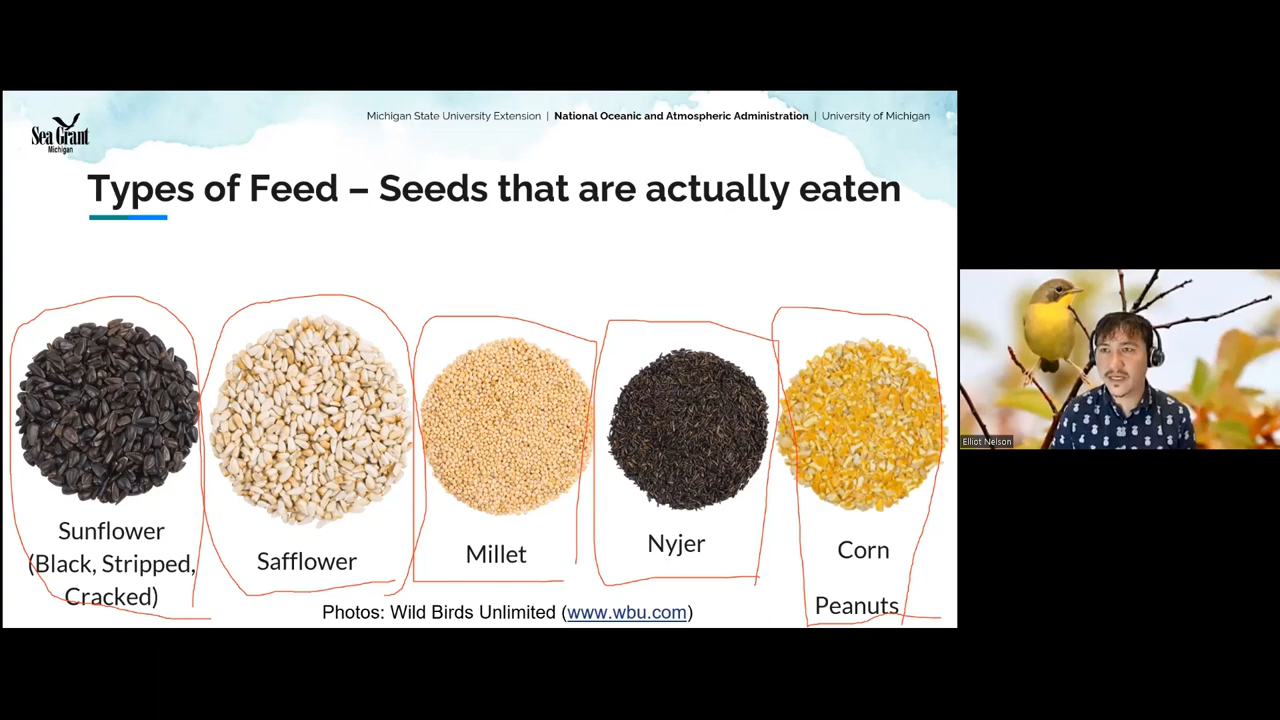 Michigan State University Extension | National Oceanic and Atmospheric Administration | University of Michigan
Sea Grant
Michigan
Types of Feed – Seeds that are actually eaten
Sunflower
(Black, Stripped,
Cracked)
Safflower
Millet
Nyjer
Corn
Peanuts
Photos: Wild Birds Unlimited (www.wbu.com)
Elliot Nelson